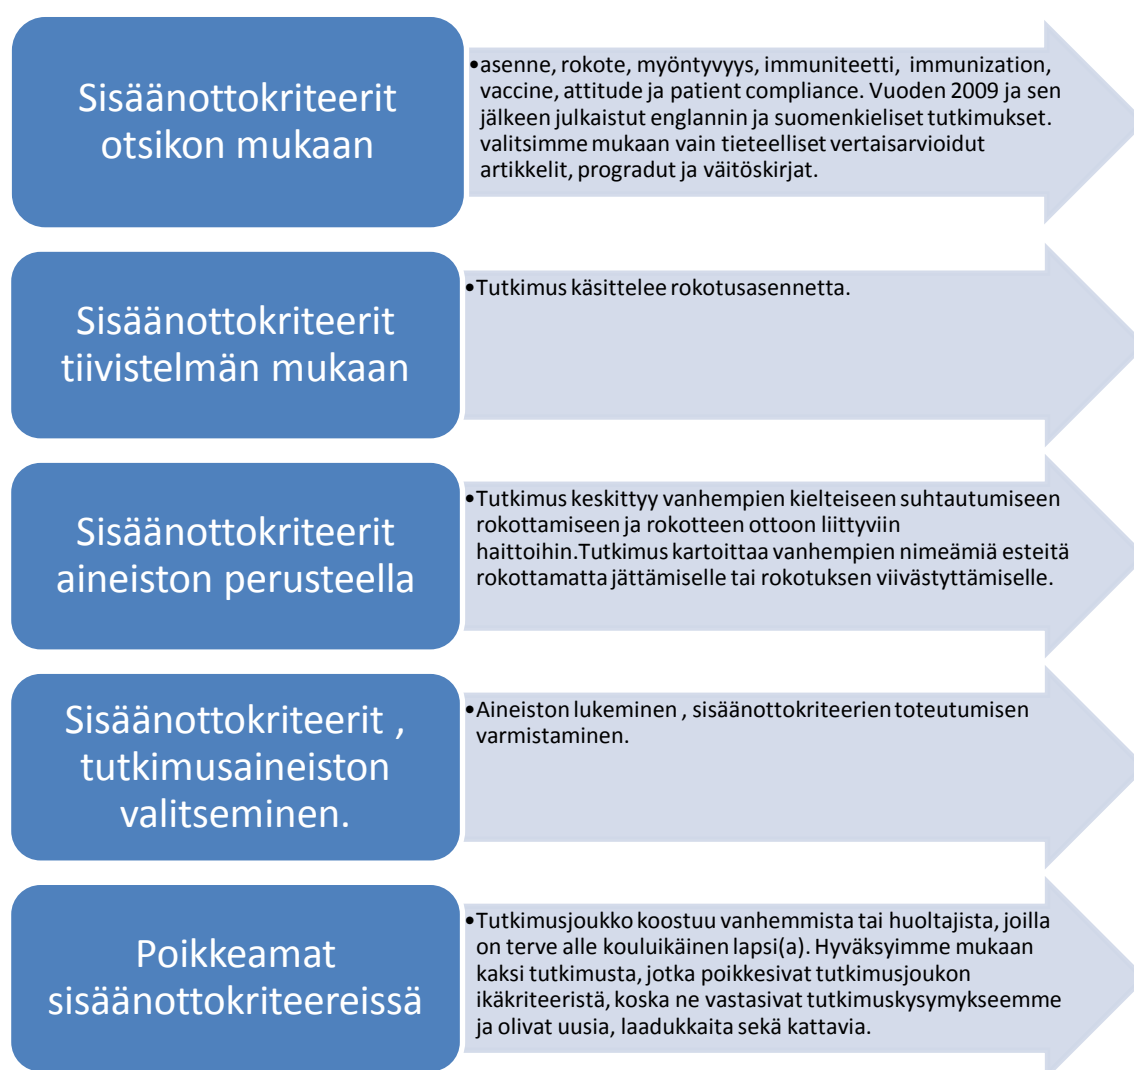 Sisäänottokriteerit
otsikon mukaan
•asenne, rokote, myöntyvyys, immuniteetti, immunization,
vaccine, attitude ja patient compliance. Vuoden 2009 ja sen
jälkeen julkaistut englannin ja suomenkieliset tutkimukset.
valitsimme mukaan vain tieteelliset vertaisarvioidut
artikkelit, progradut ja väitöskirjat.
Sisäänottokriteerit
tiivistelmän mukaan
•Tutkimus käsittelee rokotusasennetta.
Sisäänottokriteerit
aineiston perusteella
•Tutkimus keskittyy vanhempien kielteiseen suhtautumiseen
rokottamiseen ja rokotteen ottoon liittyviin
haittoihin.Tutkimus kartoittaa vanhempien nimeämiä esteitä
rokottamatta jättämiselle tai rokotuksen viivästyttämiselle.
Sisäänottokriteerit ,
tutkimusaineiston
valitseminen.
•Aineiston lukeminen , sisäänottokriteerien toteutumisen
varmistaminen.
Poikkeamat
sisäänottokriteereissä
•Tutkimusjoukko koostuu vanhemmista tai huoltajista, joilla
on terve alle kouluikäinen lapsi(a). Hyväksyimme mukaan
kaksi tutkimusta, jotka poikkesivat tutkimusjoukon
ikäkriteeristä, koska ne vastasivat tutkimuskysymykseemme
ja olivat uusia, laadukkaita sekä kattavia.